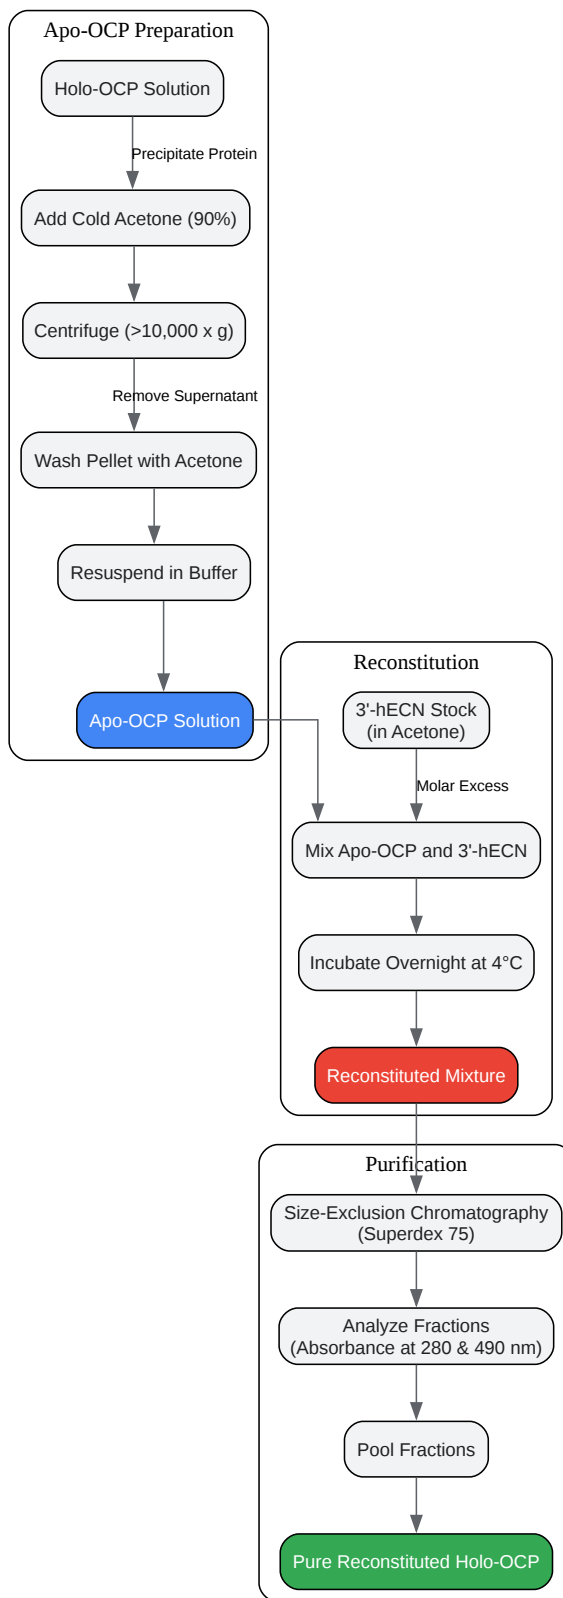 Apo-OCP Preparation
Holo-OCP Solution
Precipitate Protein
Add Cold Acetone (90%)
Centrifuge (>10,000 x g)
Remove Supernatant
Wash Pellet with Acetone
Resuspend in Buffer
Apo-OCP Solution
Reconstitution
3'-hECN Stock
(in Acetone)
Molar Excess
Mix Apo-OCP and 3'-hECN
Incubate Overnight at 4°C
Reconstituted Mixture
Purification
Size-Exclusion Chromatography
(Superdex 75)
Analyze Fractions
(Absorbance at 280 & 490 nm)
Pool Fractions
Pure Reconstituted Holo-OCP